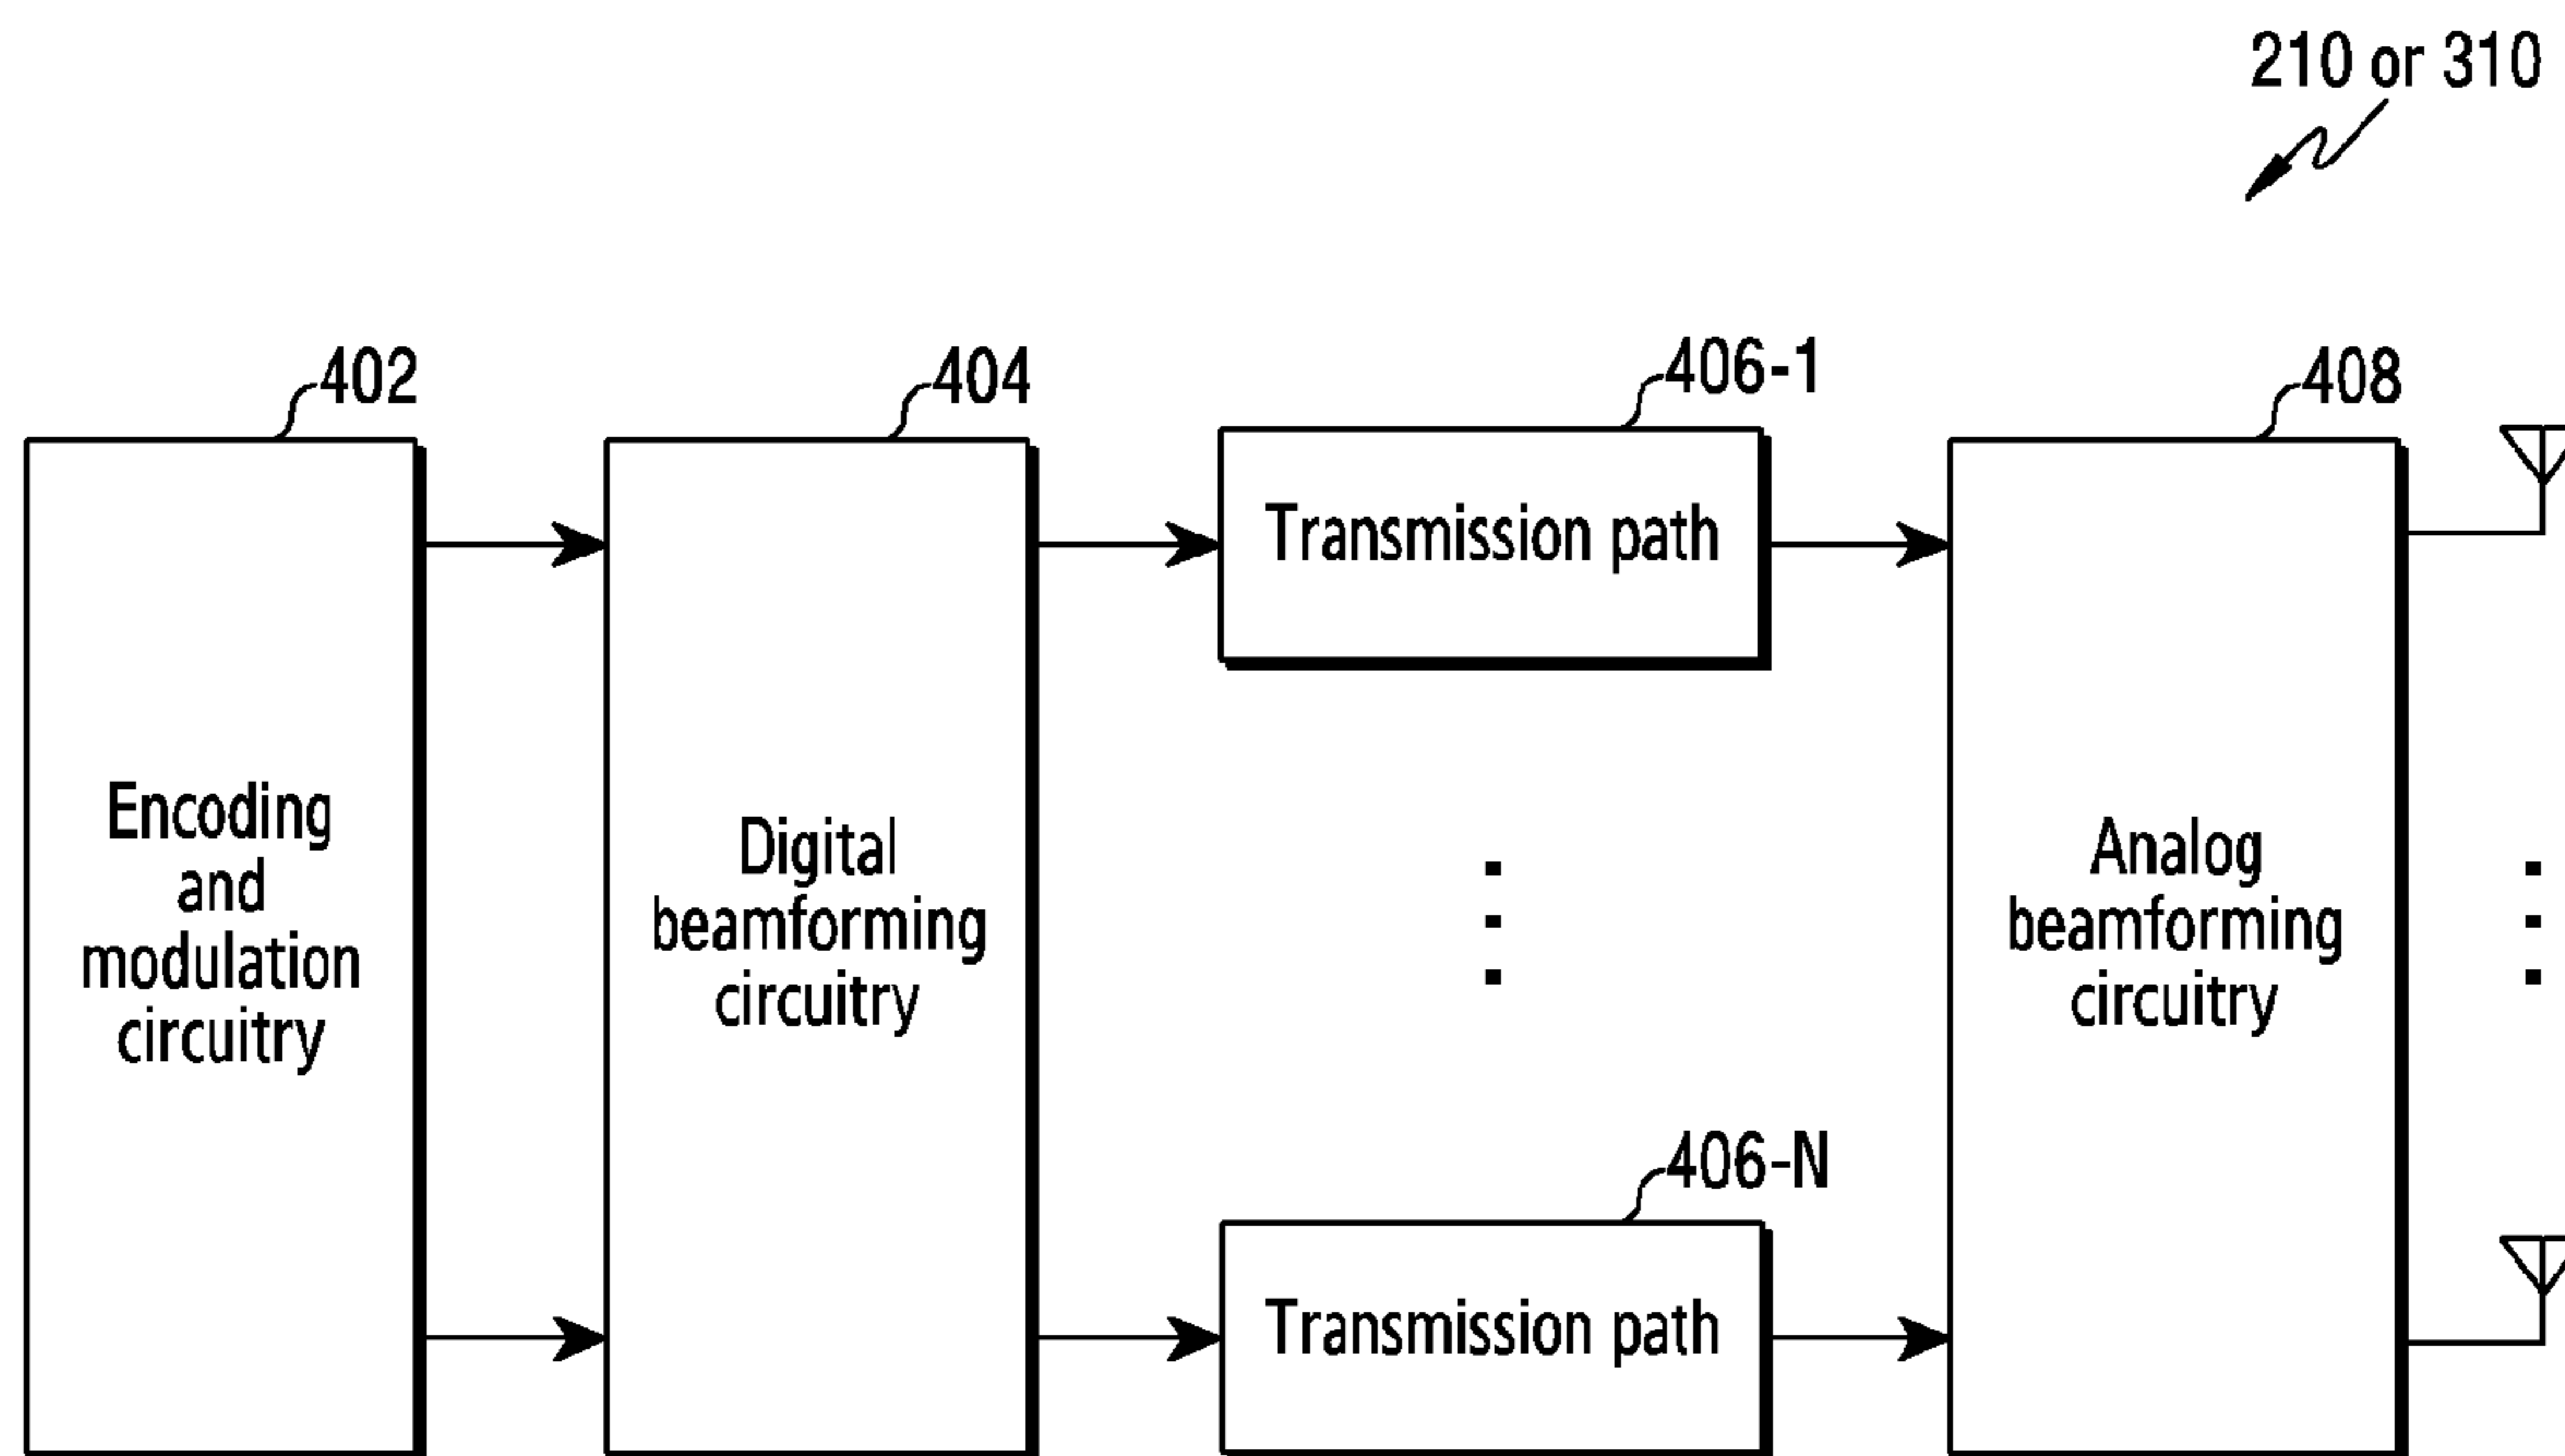 210 or 310
402
404
406-1
408
Encoding
and
modulation
circuitry
Digital
beamforming
circuitry
Transmission path
Analog
beamforming
circuitry
406-N
Transmission path